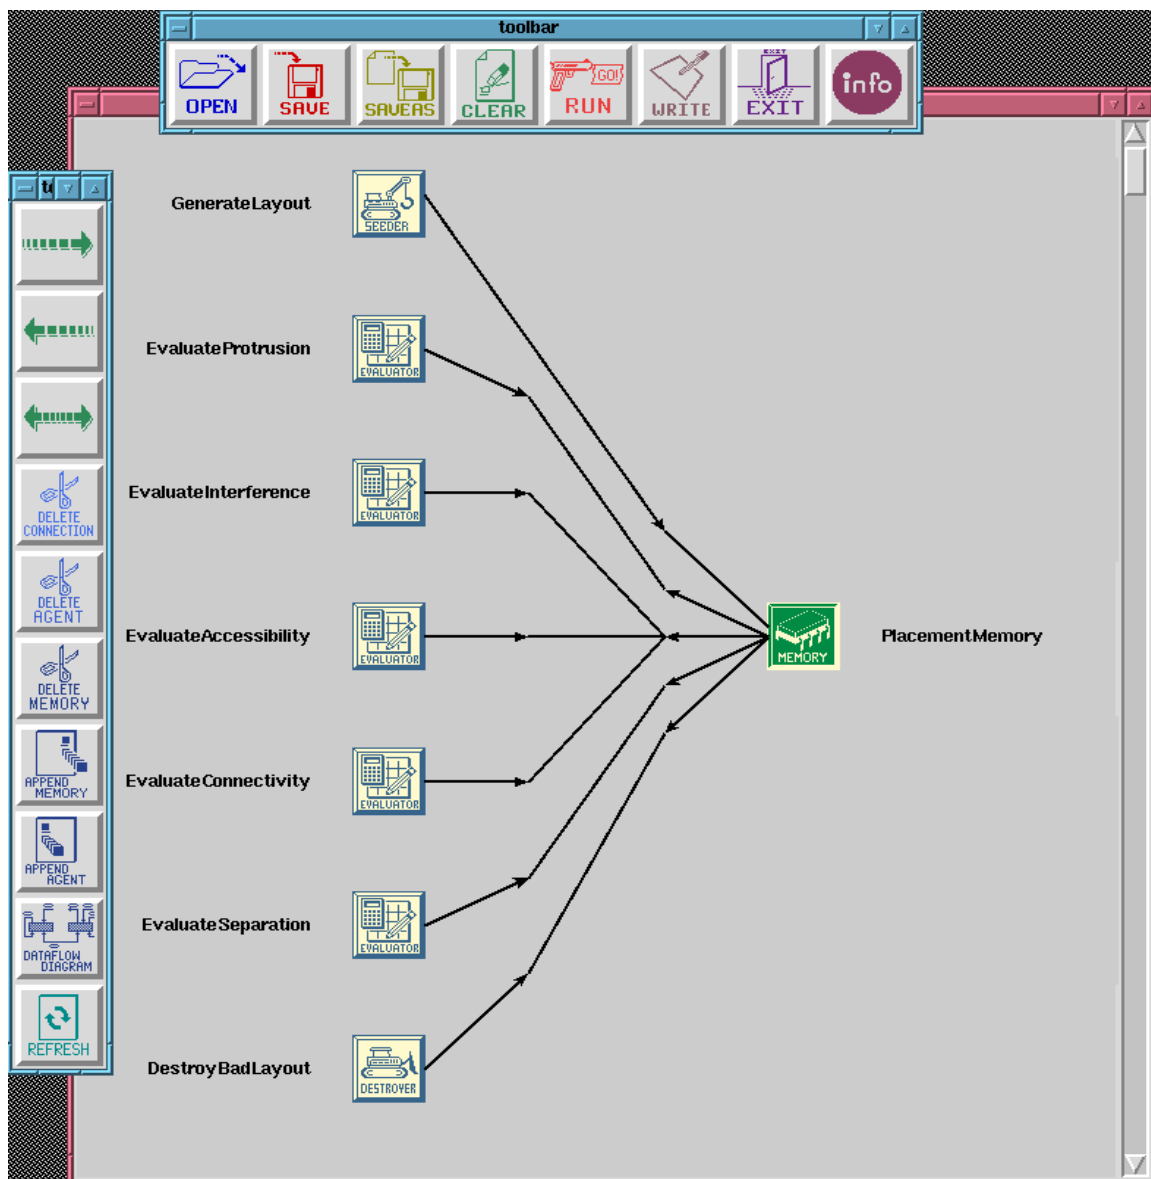 toolbar
OPEN
SAVE
SAVEAS
CLEAR
GO!
RUN
WRITE
EXIT
EXIT
info
GenerateLayout
SEEDER
EvaluateProtrusion
EVALUATOR
EvaluateInterference
EVALUATOR
EvaluateAccessibility
EVALUATOR
MEMORY
PlacementMemory
EvaluateConnectivity
EVALUATOR
EvaluateSeparation
EVALUATOR
DestroyBadLayout
DESTROYER
DELETE
CONNECTION
DELETE
AGENT
DELETE
MEMORY
APPEND
MEMORY
APPEND
AGENT
DATAFLOW
DIAGRAM
REFRESH